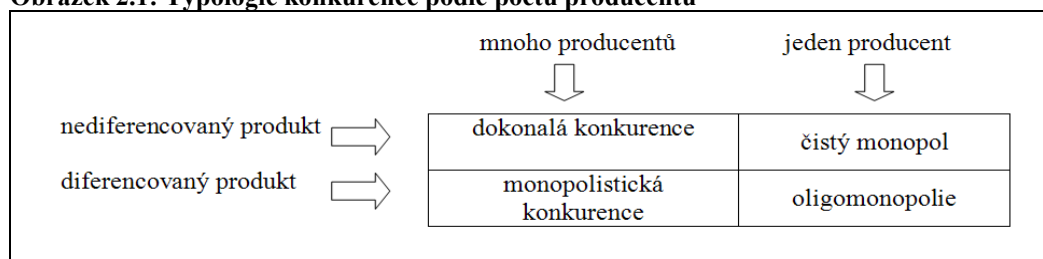 Obrázek 2.1: Typologie konkurence podle počtu producentů
mnoho producentů jeden producent
nediferencovaný produkt dokonalá konkurence čistý monopol
diferencovaný produkt monopolistická
konkurence oligomonopolie